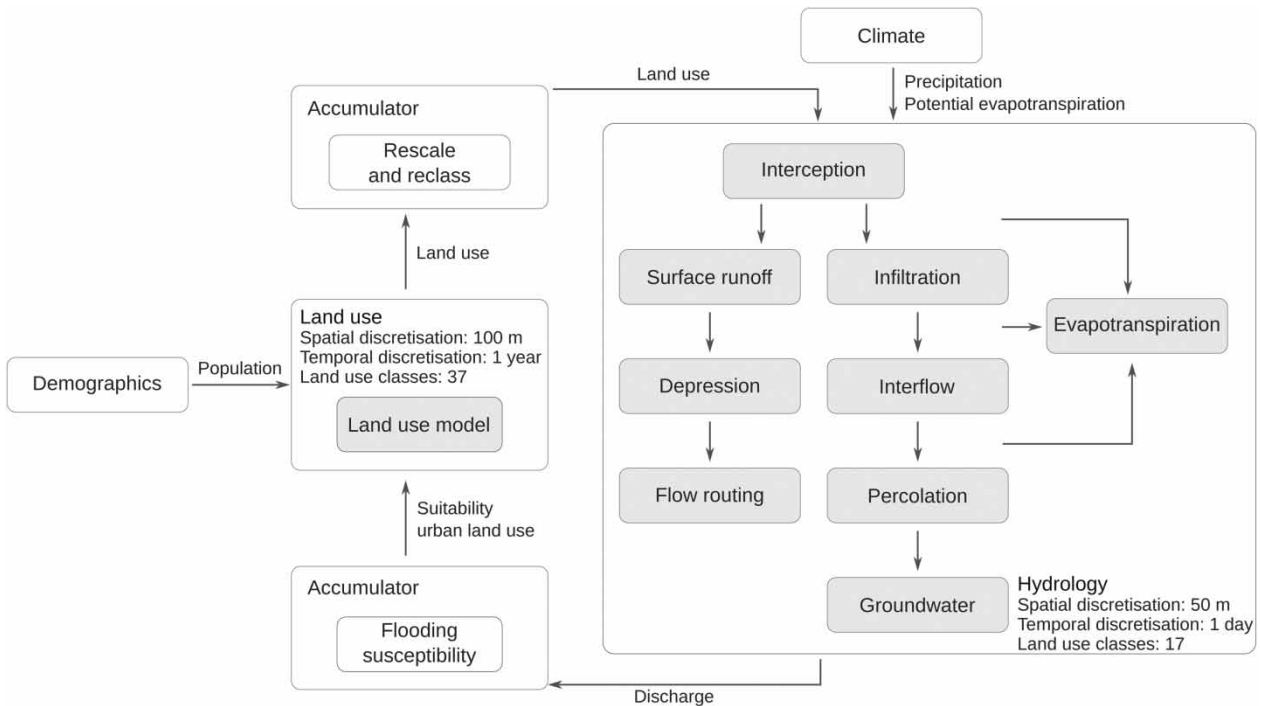 Climate
Land use
Precipitation
Potential evapotranspiration
Accumulator
Rescale
and reclass
Interception
Land use
Surface runoff
Infiltration
Evapotranspiration
Land use
Spatial discretisation: 100 m
Temporal discretisation: 1 year
Land use classes: 37
Land use model
Demographics
Population
Depression
Interflow
Flow routing
Percolation
Suitability
urban land use
Accumulator
Flooding
susceptibility
Groundwater
Hydrology
Spatial discretisation: 50 m
Temporal discretisation: 1 day
Land use classes: 17
Discharge